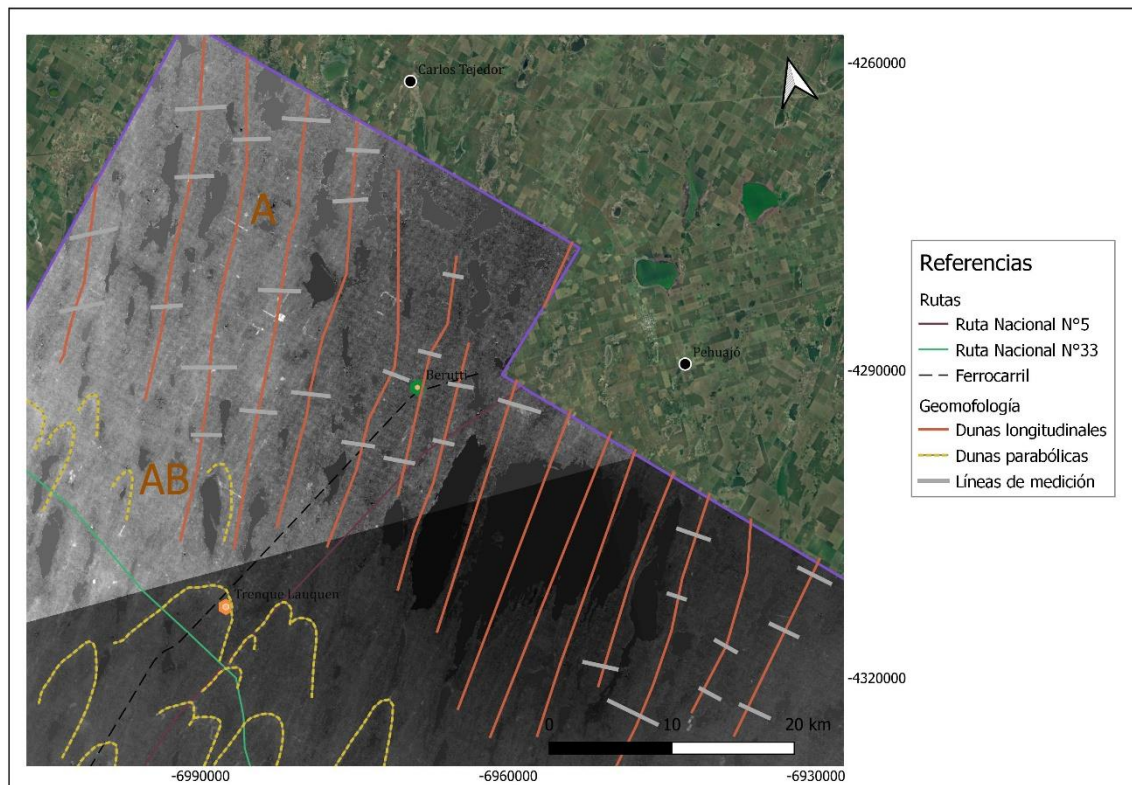 Carlos Tejedor
A
Berutti
Pehuajó
AB
Trenque Lauquen
0 10 20 km
-4260000
-4290000
-4320000
-6990000
-6960000
-6930000
Referencias
Rutas
Ruta Nacional N°5
Ruta Nacional N°33
Ferrocarril
Geomofología
Dunas longitudinales
Dunas parabólicas
Líneas de medición